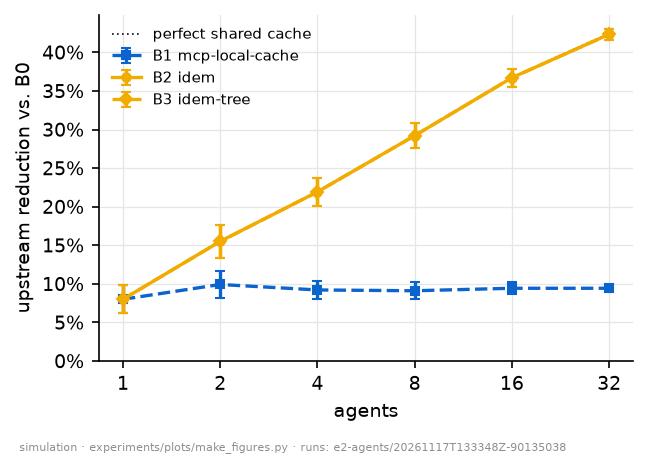 perfect shared cache
B1 mcp-local-cache
B2 idem
B3 idem-tree
upstream reduction vs. B0
40%
35%
30%
25%
20%
15%
10%
5%
0%
1 2 4 8 16 32
agents
simulation · experiments/plots/make_figures.py · runs: e2-agents/20261117T133348Z-90135038